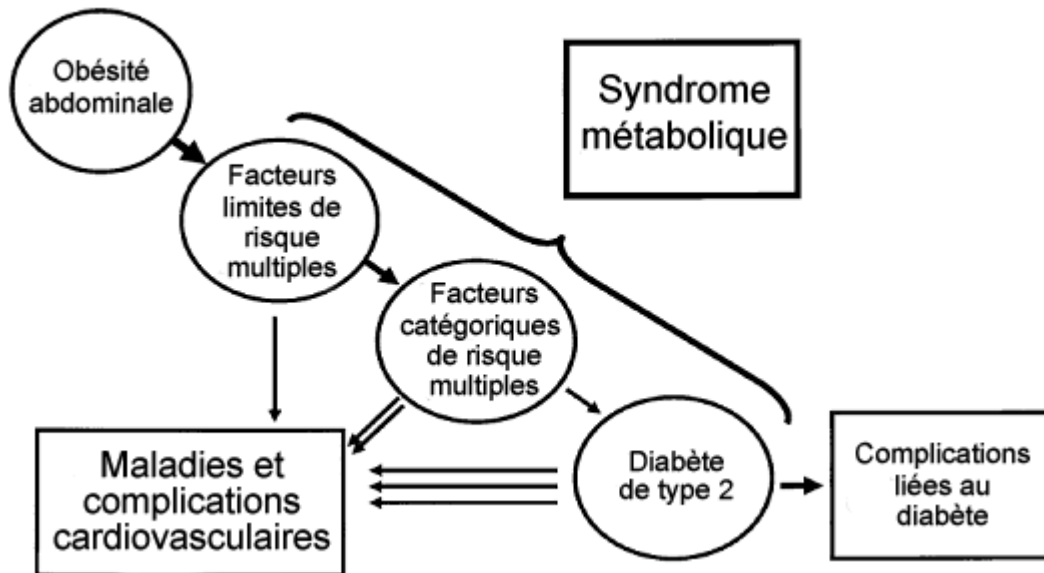 Obésité
abdominale
Syndrome
métabolique
Facteurs
limites de
risque
multiples
Facteurs
catégoriques
de risque
multiples
Maladies et
complications
cardiovasculaires
Diabète
de type 2
Complications
liées au
diabète